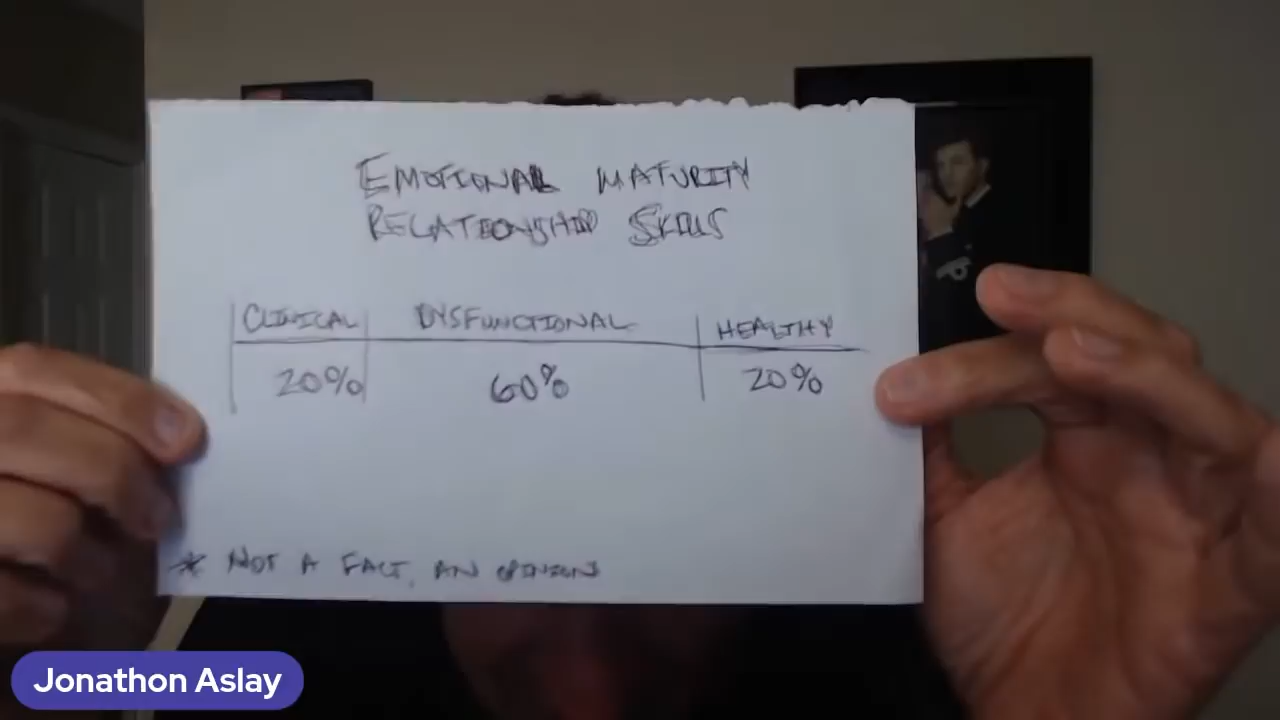 EMOTIONAL MATURITY
RELATIONSHIP SKILLS
CLINICAL DYSFUNCTIONAL HEALTHY
20% 60% 20%
* NOT A FACT, AN OPINION
Jonathon Aslay